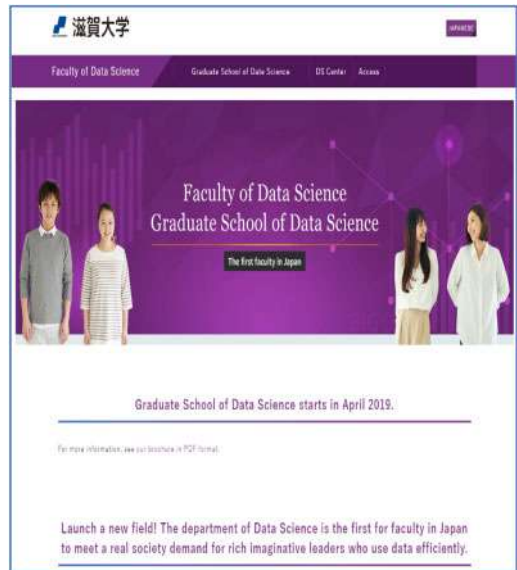 滋賀大学
JAPANESE
Faculty of Data Science
Graduate School of Data Science
DS Center
Access
Faculty of Data Science
Graduate School of Data Science
The first faculty in Japan
Graduate School of Data Science starts in April 2019.
For more information, see our brochure in PDF format.
Launch a new field! The department of Data Science is the first for faculty in Japan
to meet a real society demand for rich imaginative leaders who use data efficiently.